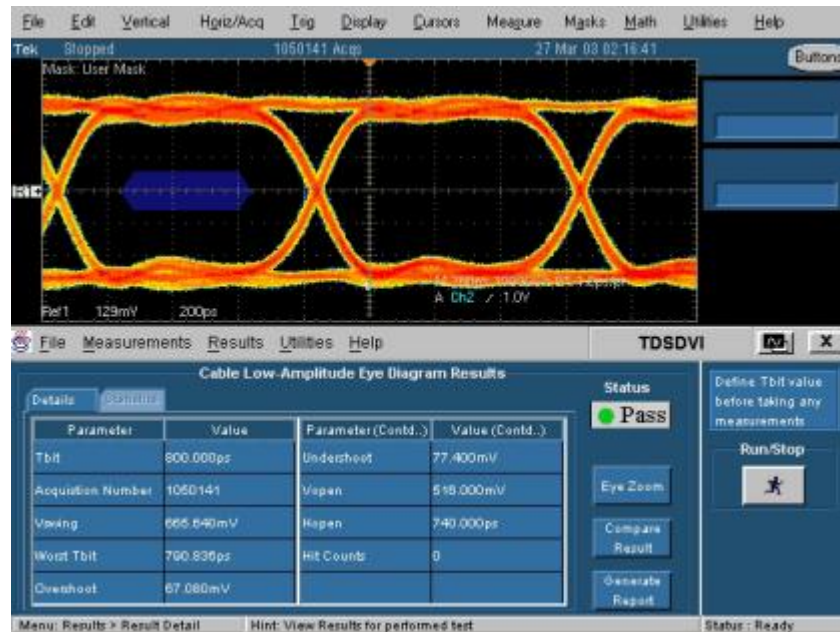 File Edit Vertical Horiz/Acq Trig Display Cursors Measure Masks Math Utilities Help
Tek Stopped 1050141 Acqs 27 Mar 03 02:16:41
Buttons
Mask: User Mask
A Ch2 1.0V
Ref1 129mV 200ps
File Measurements Results Utilities Help TDSDVI X
Cable Low-Amplitude Eye Diagram Results
Status
Define Tbit value
before taking any
measurements
Details Statistics
Pass
Parameter Value Parameter(Contd..) Value (Contd..)
Run/Stop
Tbit 800.000ps Undershoot 77.400mV
Acquistion Number 1050141 Vopen 518.000mV
Eye Zoom
Vswing 665.640mV Hopen 740.000ps
Compare
Result
Worst Tbit 790.836ps Hit Counts 0
Overshoot 67.080mV
Generate
Report
Menu: Results > Result Detail Hint: View Results for performed test Status : Ready